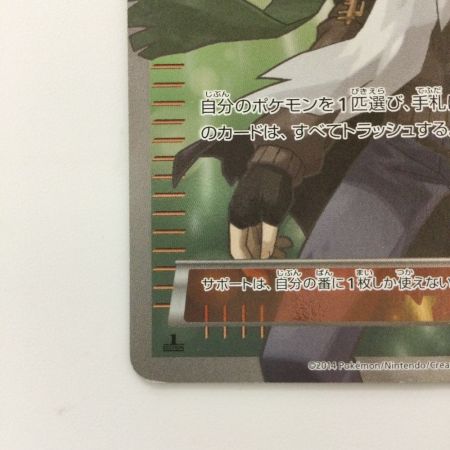 自分のポケモンを1匹選び、手札に
のカードは、すべてトラッシュする。
サポートは、自分の番に1枚しか使えない
1
©2014 Pokémon/Nintendo/Crea